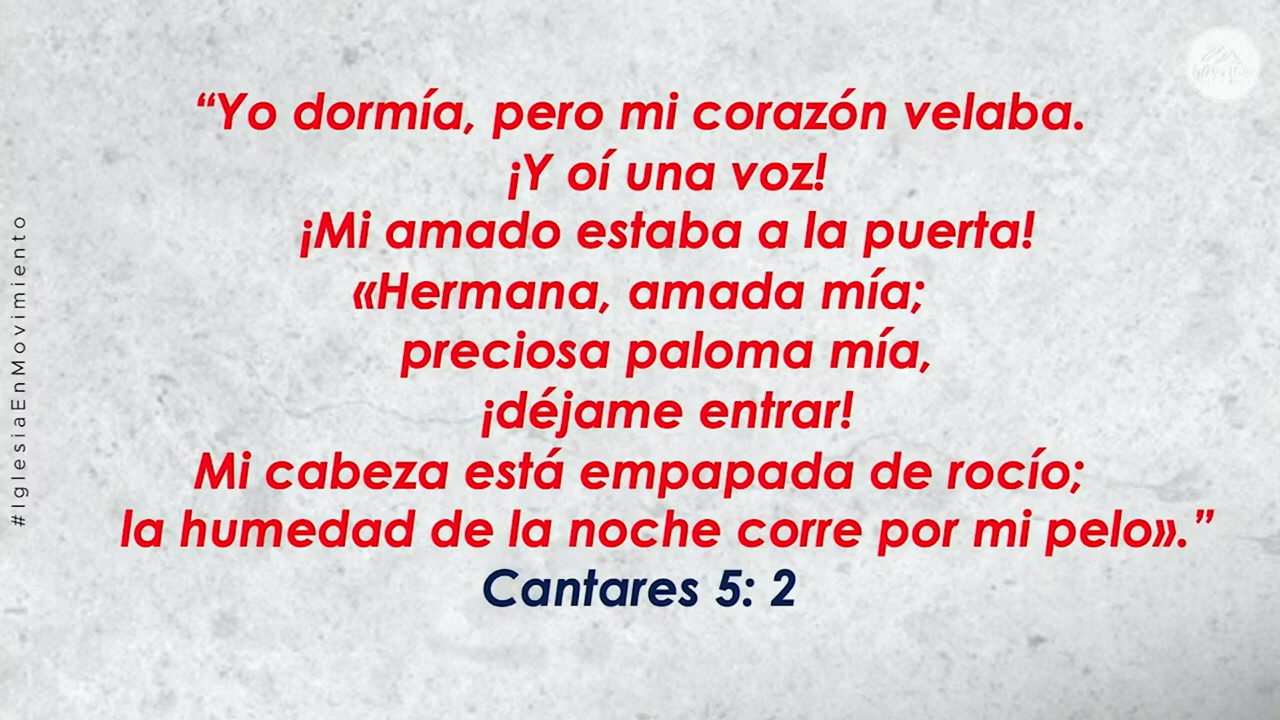 “Yo dormía, pero mi corazón velaba.
¡Y oí una voz!
¡Mi amado estaba a la puerta!
«Hermana, amada mía;
preciosa paloma mía,
¡déjame entrar!
Mi cabeza está empapada de rocío;
la humedad de la noche corre por mi pelo».”
Cantares 5: 2
#IglesiaEnMovimiento